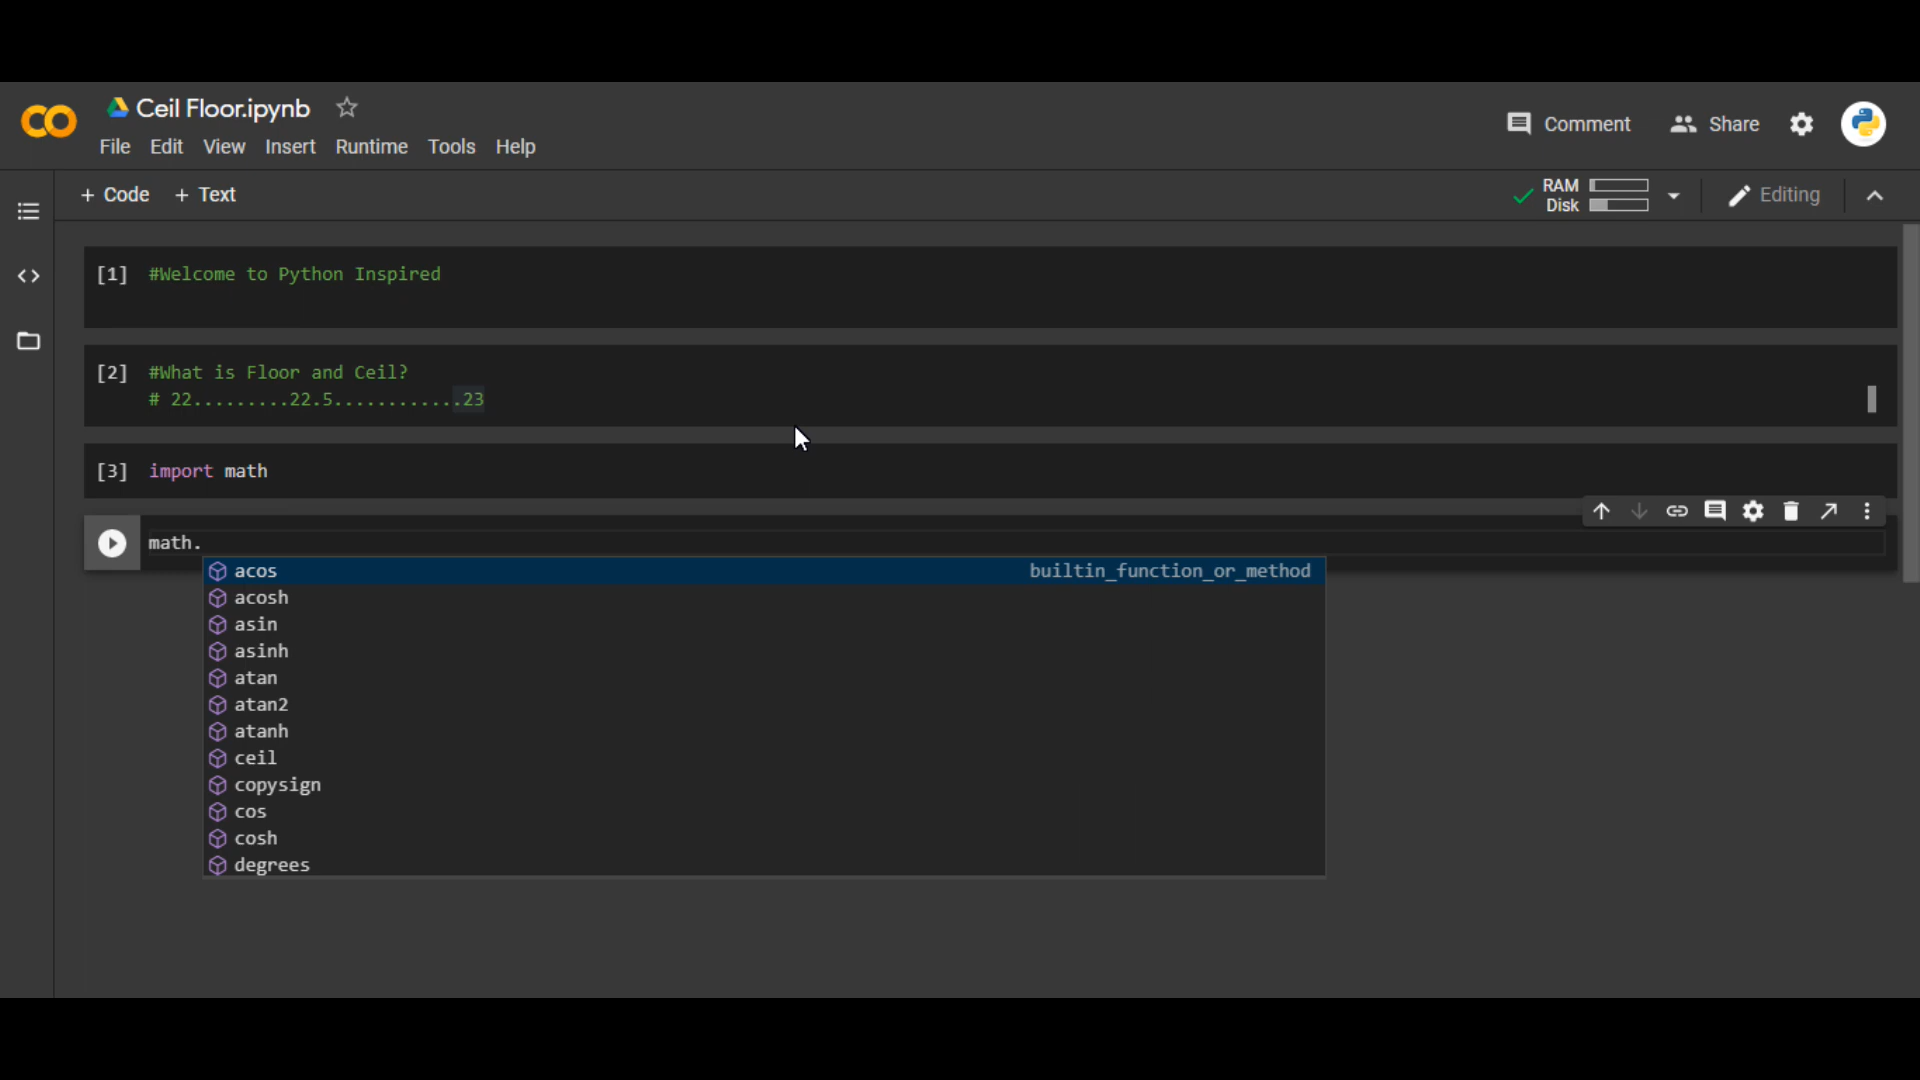 Ceil Floor.ipynb
File Edit View Insert Runtime Tools Help
Comment Share
+ Code + Text
RAM
Disk
Editing
[1] #Welcome to Python Inspired
[2] #What is Floor and Ceil?
# 22.........22.5............23
[3] import math
math.
acos builtin_function_or_method
acosh
asin
asinh
atan
atan2
atanh
ceil
copysign
cos
cosh
degrees